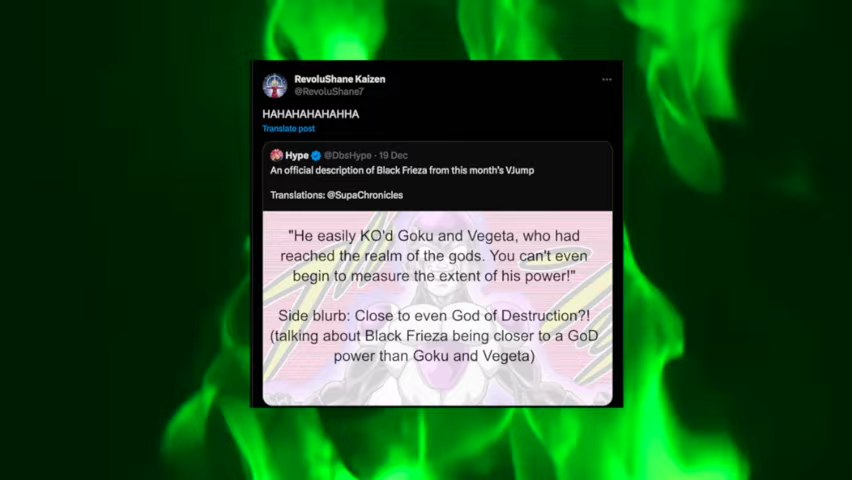 RevoluShane Kaizen
@RevoluShane7
HAHAHAHAHAHHA
Translate post
Hype @DbsHype · 19 Dec
An official description of Black Frieza from this month's VJump
Translations: @SupaChronicles
"He easily KO'd Goku and Vegeta, who had
reached the realm of the gods. You can't even
begin to measure the extent of his power!"
Side blurb: Close to even God of Destruction?!
(talking about Black Frieza being closer to a GoD
power than Goku and Vegeta)